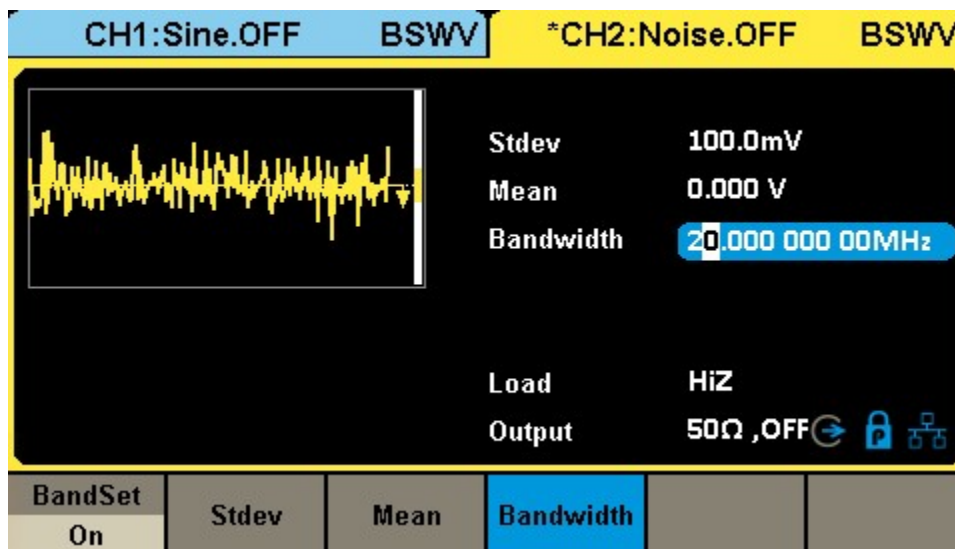 CH1:Sine.OFF BSWV *CH2:Noise.OFF BSWV
Stdev 100.0mV
Mean 0.000 V
Bandwidth 20.000 000 00MHz
Load HiZ
Output 50Ω ,OFF P
BandSet
On
Stdev
Mean
Bandwidth